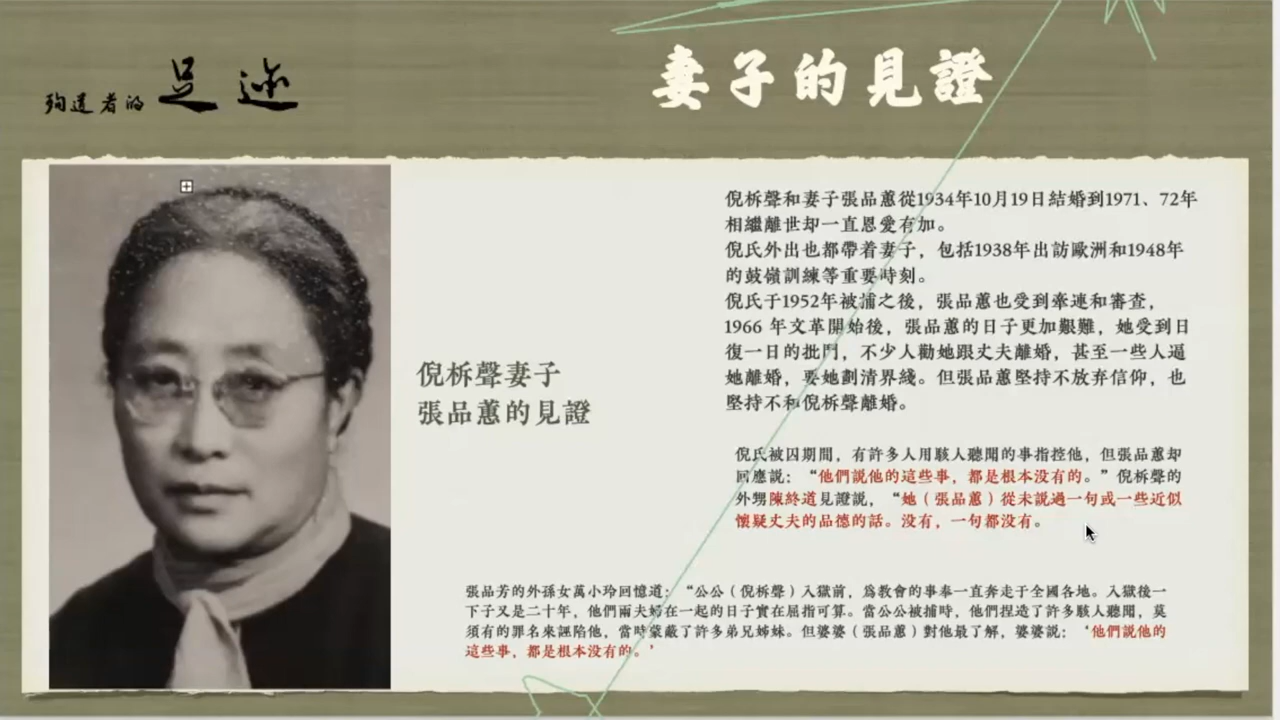 殉道者的足迹
妻子的見證
倪柝聲和妻子張品蕙從1934年10月19日結婚到1971、72年
相繼離世却一直恩愛有加。
倪氏外出也都帶着妻子，包括1938年出訪歐洲和1948年
的鼓嶺訓練等重要時刻。
倪氏于1952年被捕之後，張品蕙也受到牽連和審查，
1966 年文革開始後，張品蕙的日子更加艱難，她受到日
復一日的批鬥，不少人勸她跟丈夫離婚，甚至一些人逼
她離婚，要她劃清界綫。但張品蕙堅持不放弃信仰，也
堅持不和倪柝聲離婚。
倪柝聲妻子
張品蕙的見證
倪氏被囚期間，有許多人用駭人聽聞的事指控他，但張品蕙却
回應説：“他們説他的這些事，都是根本没有的。”倪柝聲的
外甥陳終道見證説，“她（張品蕙）從未説過一句或一些近似
懷疑丈夫的品德的話。没有，一句都没有。
張品芳的外孫女萬小玲回憶道：“公公（倪柝聲）入獄前，爲教會的事奉一直奔走于全國各地。入獄後一
下子又是二十年，他們兩夫婦在一起的日子實在屈指可算。當公公被捕時，他們捏造了許多駭人聽聞，莫
須有的罪名來誣陷他，當時蒙蔽了許多弟兄姊妹。但婆婆（張品蕙）對他最了解，婆婆説：‘他們説他的
這些事，都是根本没有的。’